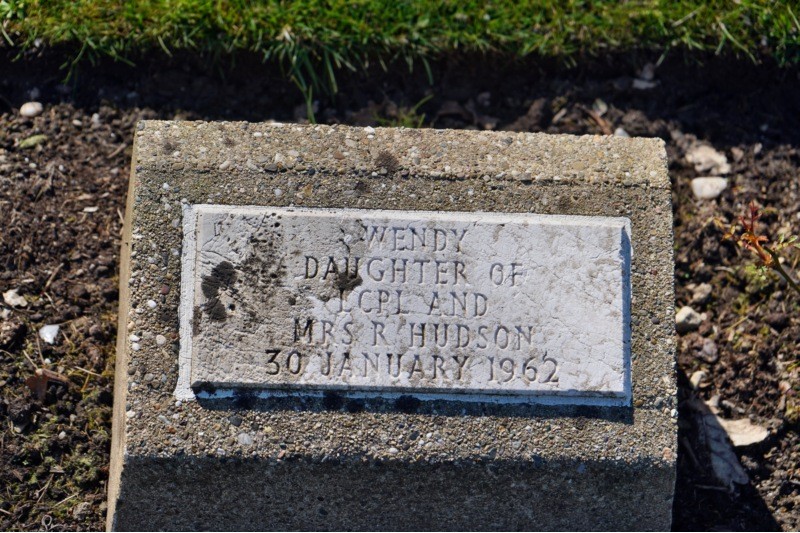 WENDY
DAUGHTER OF
LCPL AND
MRS R. HUDSON
30 JANUARY 1962